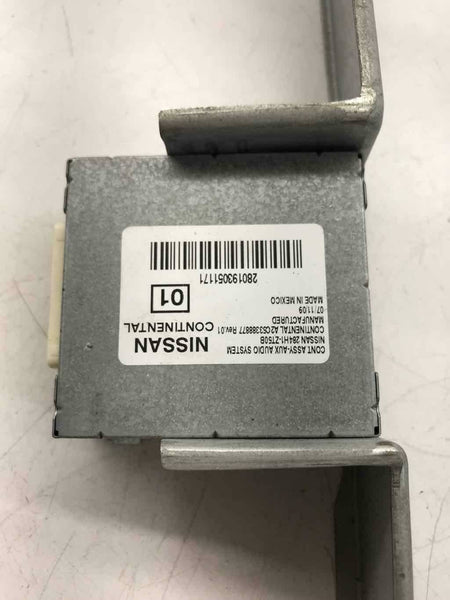 NISSAN
CONTINENTAL
01
280193051171
CONT ASSY-AUX AUDIO SYSTEM
NISSAN 284H1-ZT50B
CONTINENTAL A2C53388877 Rev.01
MANUFACTURED
07/11/09
MADE IN MEXICO